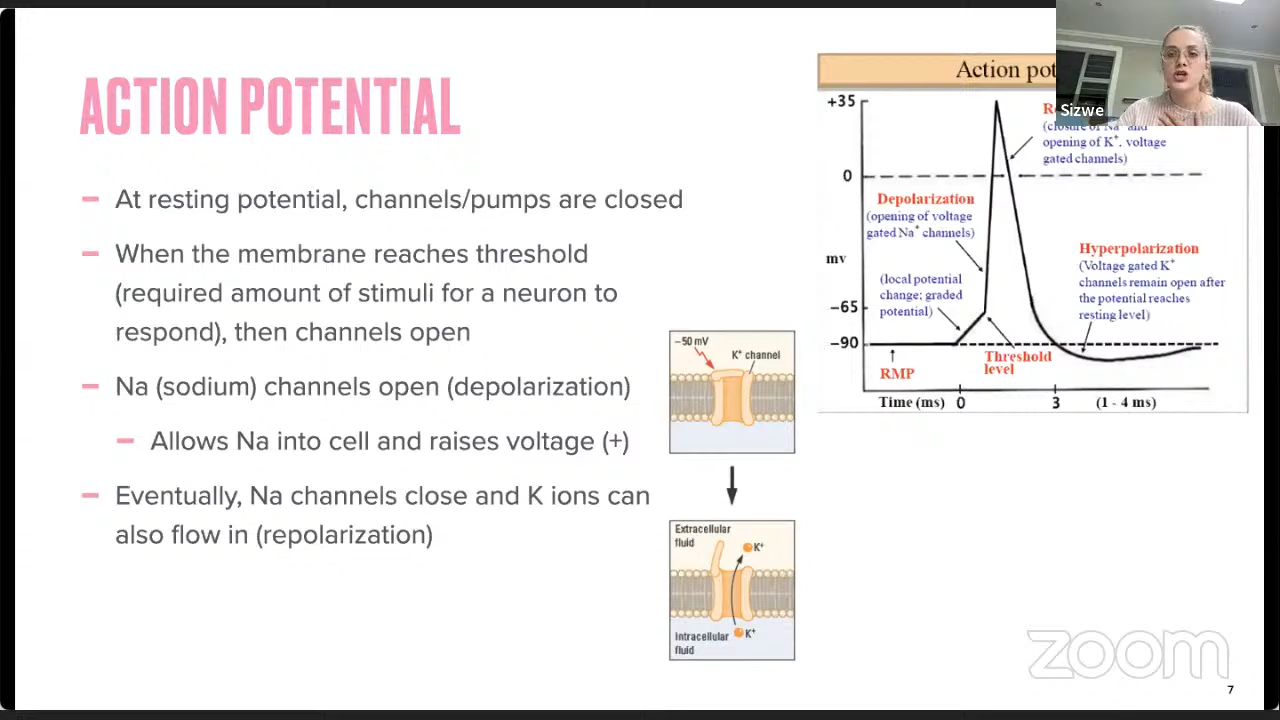 ACTION POTENTIAL
– At resting potential, channels/pumps are closed
– When the membrane reaches threshold
(required amount of stimuli for a neuron to
respond), then channels open
– Na (sodium) channels open (depolarization)
– Allows Na into cell and raises voltage (+)
– Eventually, Na channels close and K ions can
also flow in (repolarization)
−50 mV
K⁺ channel
Extracellular
fluid
K⁺
Intracellular
fluid
K⁺
Action
+35
0
mv
−65
−90
(closure of Na⁺ and
opening of K⁺, voltage
gated channels)
Depolarization
(opening of voltage
gated Na⁺ channels)
(local potential
change; graded
potential)
Hyperpolarization
(Voltage gated K⁺
channels remain open after
the potential reaches
resting level)
Threshold
level
RMP
Time (ms) 0 3 (1 - 4 ms)
Sizwe
zoom
7